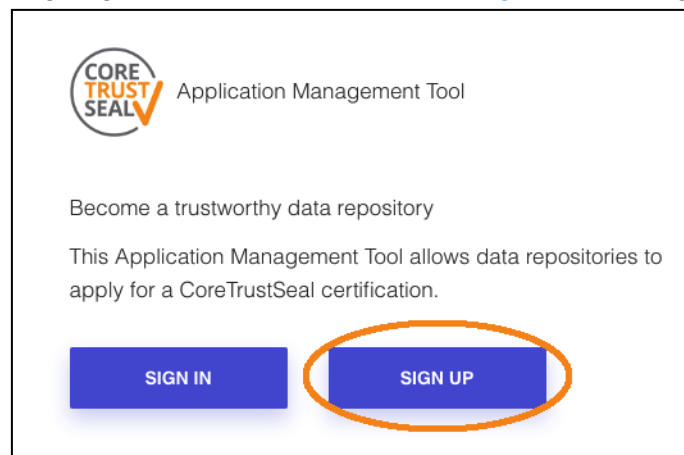 CORE
TRUST
SEAL
Application Management Tool
Become a trustworthy data repository
This Application Management Tool allows data repositories to
apply for a CoreTrustSeal certification.
SIGN IN
SIGN UP